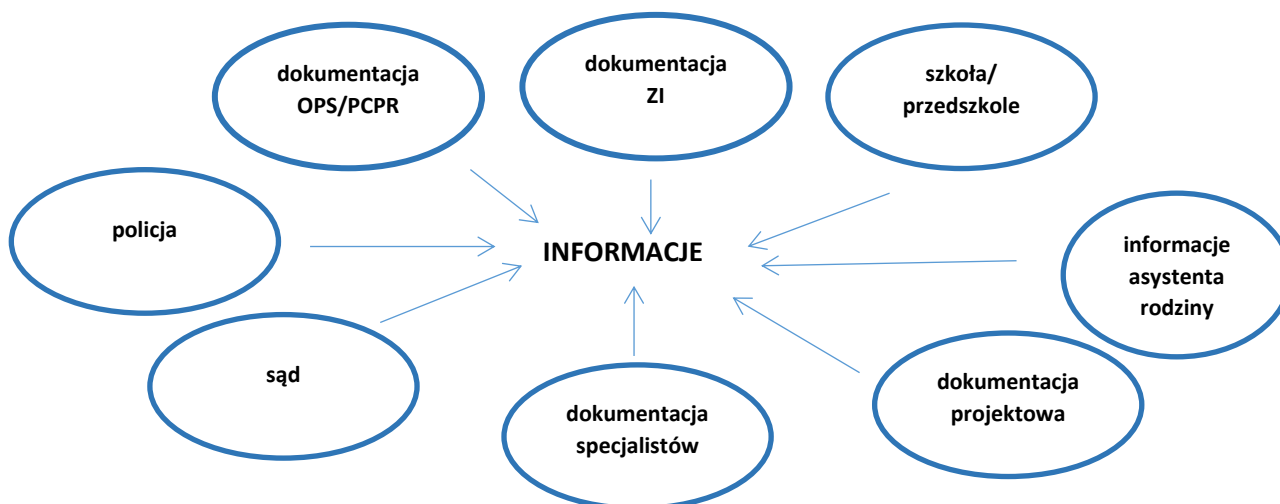 dokumentacja
OPS/PCPR
dokumentacja
ZI
szkoła/
przedszkole
policja
INFORMACJE
informacje
asystenta
rodziny
sąd
dokumentacja
specjalistów
dokumentacja
projektowa